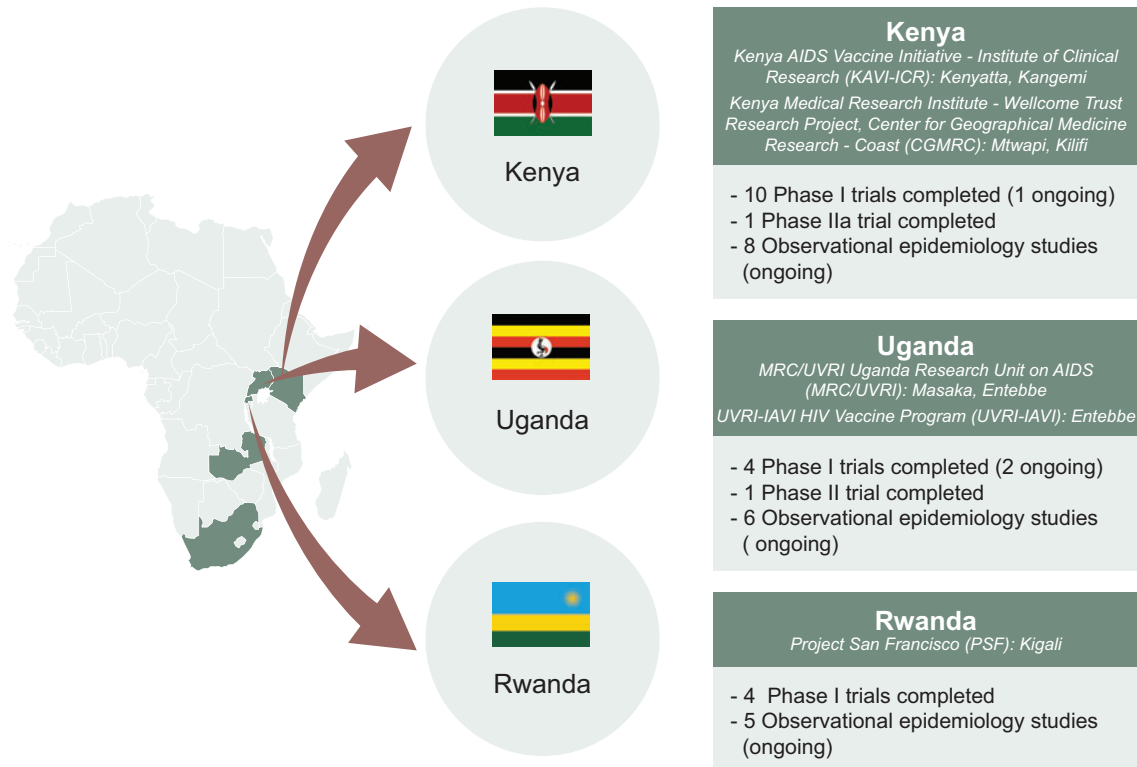 Kenya
Uganda
Rwanda
Kenya
Kenya AIDS Vaccine Initiative - Institute of Clinical
Research (KAVI-ICR): Kenyatta, Kangemi
Kenya Medical Research Institute - Wellcome Trust
Research Project, Center for Geographical Medicine
Research - Coast (CGMRC): Mtwapi, Kilifi
- 10 Phase I trials completed (1 ongoing)
- 1 Phase IIa trial completed
- 8 Observational epidemiology studies
(ongoing)
Uganda
MRC/UVRI Uganda Research Unit on AIDS
(MRC/UVRI): Masaka, Entebbe
UVRI-IAVI HIV Vaccine Program (UVRI-IAVI): Entebbe
- 4 Phase I trials completed (2 ongoing)
- 1 Phase II trial completed
- 6 Observational epidemiology studies
( ongoing)
Rwanda
Project San Francisco (PSF): Kigali
- 4  Phase I trials completed
- 5 Observational epidemiology studies
(ongoing)